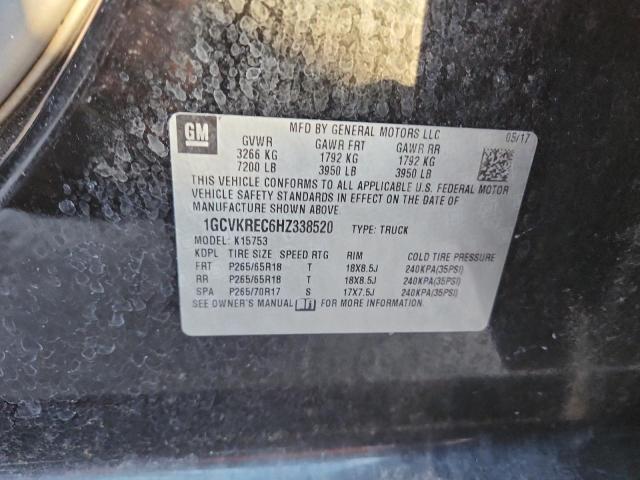 GM MFD BY GENERAL MOTORS LLC 05/17
GVWR GAWR FRT GAWR RR
3266 KG 1792 KG 1792 KG
7200 LB 3950 LB 3950 LB
THIS VEHICLE CONFORMS TO ALL APPLICABLE U.S. FEDERAL MOTOR
VEHICLE SAFETY STANDARDS IN EFFECT ON THE DATE OF
MANUFACTURE SHOWN ABOVE.
1GCVKREC6HZ338520 TYPE: TRUCK
MODEL: K15753
KDPL TIRE SIZE SPEED RTG RIM COLD TIRE PRESSURE
FRT P265/65R18 T 18X8.5J 240KPA(35PSI)
RR P265/65R18 T 18X8.5J 240KPA(35PSI)
SPA P265/70R17 S 17X7.5J 240KPA(35PSI)
SEE OWNER'S MANUAL FOR MORE INFORMATION.